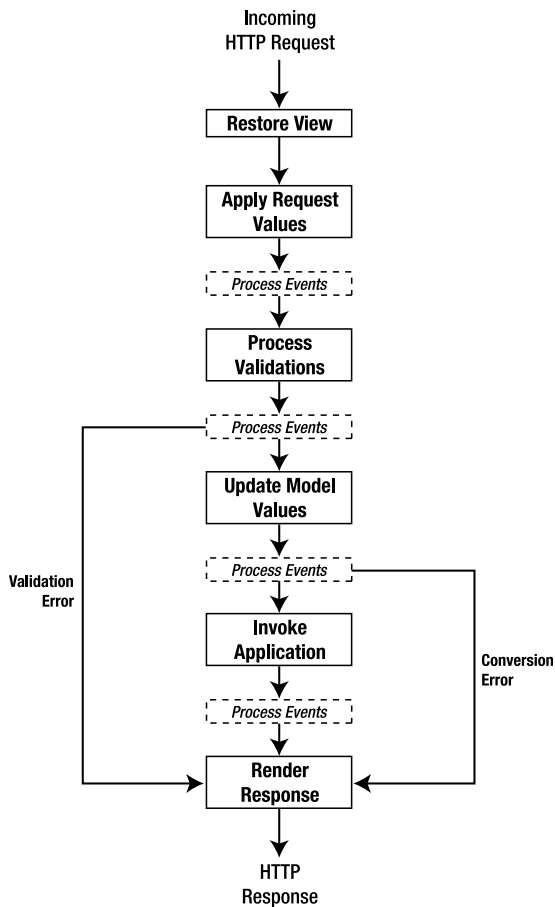 Incoming
HTTP Request
Restore View
Apply Request
Values
Process Events
Process
Validations
Process Events
Update Model
Values
Process Events
Validation
Error
Invoke
Application
Conversion
Error
Process Events
Render
Response
HTTP
Response